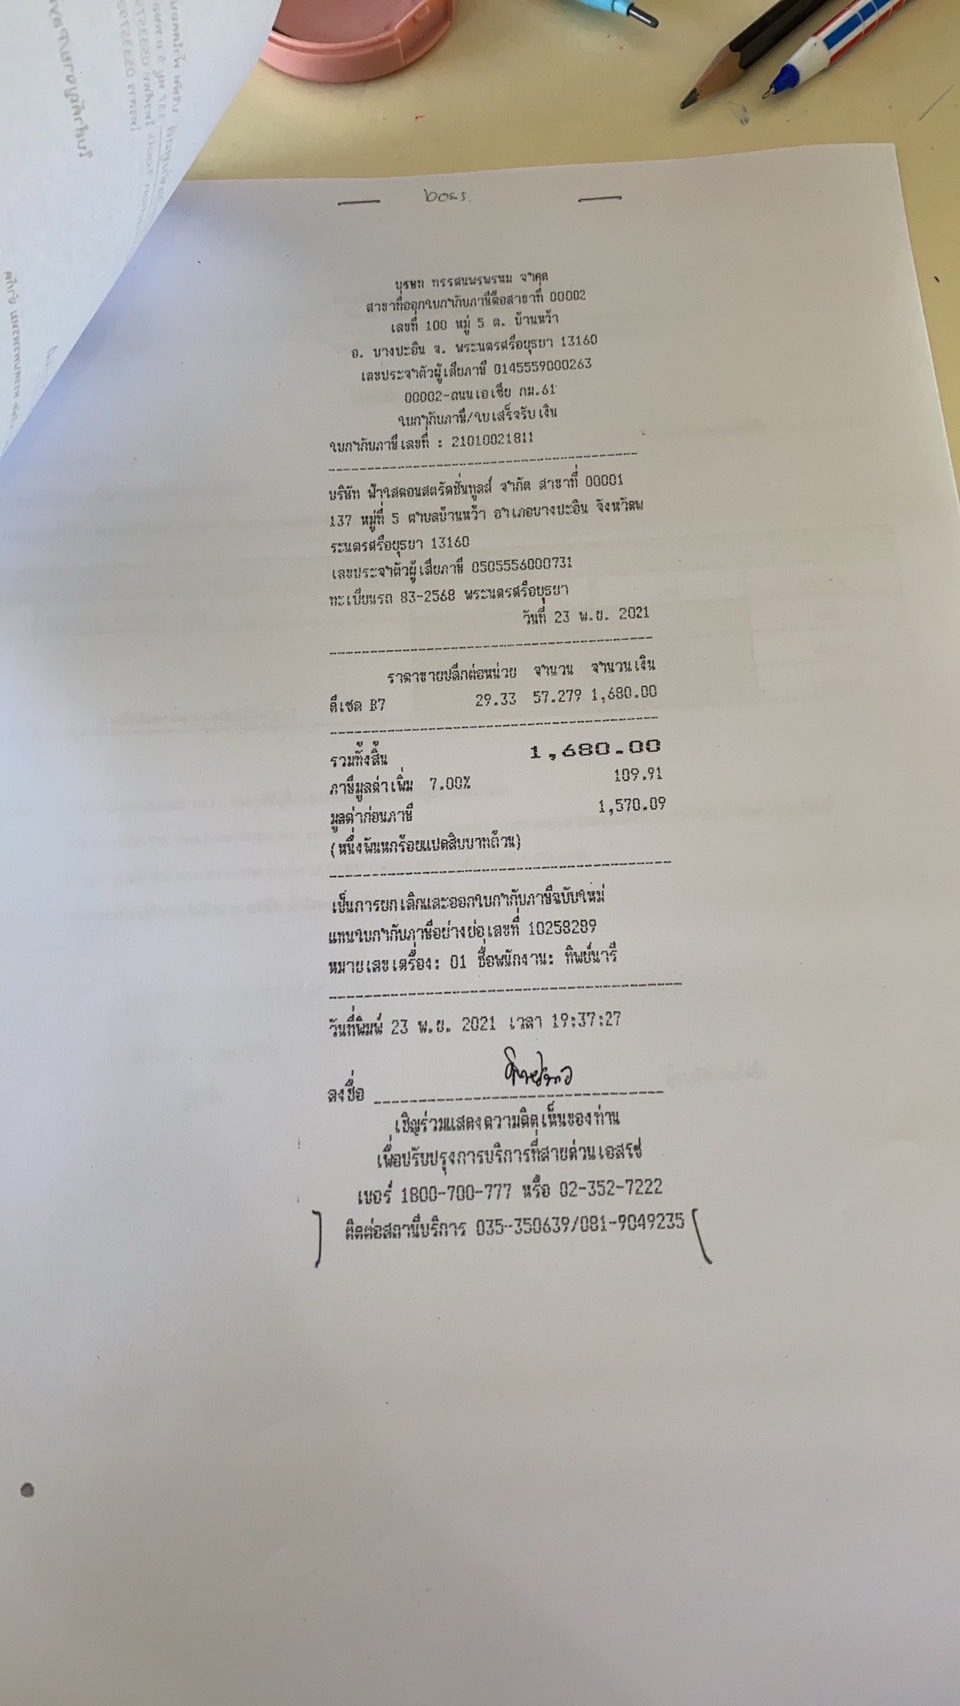 boss
บริษัท ทรรศนพรพรหม จำกัด
สาขาที่ออกใบกำกับภาษีคือสาขาที่ 00002
เลขที่ 100 หมู่ 5 ต. บ้านหว้า
อ. บางปะอิน จ. พระนครศรีอยุธยา 13160
เลขประจำตัวผู้เสียภาษี 0145559000263
00002-ถนนเอเซีย กม.61
ใบกำกับภาษี/ใบเสร็จรับเงิน
ใบกำกับภาษีเลขที่ : 21010021811
บริษัท ฟ้าใสคอนสตรัคชั่นทูลส์ จำกัด สาขาที่ 00001
137 หมู่ที่ 5 ตำบลบ้านหว้า อำเภอบางปะอิน จังหวัดพ
ระนครศรีอยุธยา 13160
เลขประจำตัวผู้เสียภาษี 0505556000731
ทะเบียนรถ 83-2568 พระนครศรีอยุธยา
วันที่ 23 พ.ย. 2021
ราคาขายปลีกต่อหน่วย จำนวน จำนวนเงิน
ดีเซล B7 29.33 57.279 1,680.00
รวมทั้งสิ้น 1,680.00
ภาษีมูลค่าเพิ่ม 7.00% 109.91
มูลค่าก่อนภาษี 1,570.09
(หนึ่งพันหกร้อยแปดสิบบาทถ้วน)
เป็นการยกเลิกและออกใบกำกับภาษีฉบับใหม่
แทนใบกำกับภาษีอย่างย่อเลขที่ 10258289
หมายเลขเครื่อง: 01 ชื่อพนักงาน: ทิพย์นารี
วันที่พิมพ์ 23 พ.ย. 2021 เวลา 19:37:27
ลงชื่อ
เชิญร่วมแสดงความคิดเห็นของท่าน
เพื่อปรับปรุงการบริการที่สายด่วนเอสโซ่
เบอร์ 1800-700-777 หรือ 02-352-7222
ติดต่อสถานีบริการ 035-350639/081-9049235